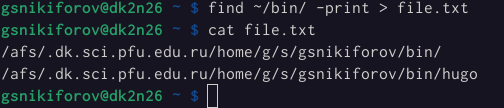 gsnikiforov@dk2n26 ~ $ find ~/bin/ -print > file.txt
gsnikiforov@dk2n26 ~ $ cat file.txt
/afs/.dk.sci.pfu.edu.ru/home/g/s/gsnikiforov/bin/
/afs/.dk.sci.pfu.edu.ru/home/g/s/gsnikiforov/bin/hugo
gsnikiforov@dk2n26 ~ $